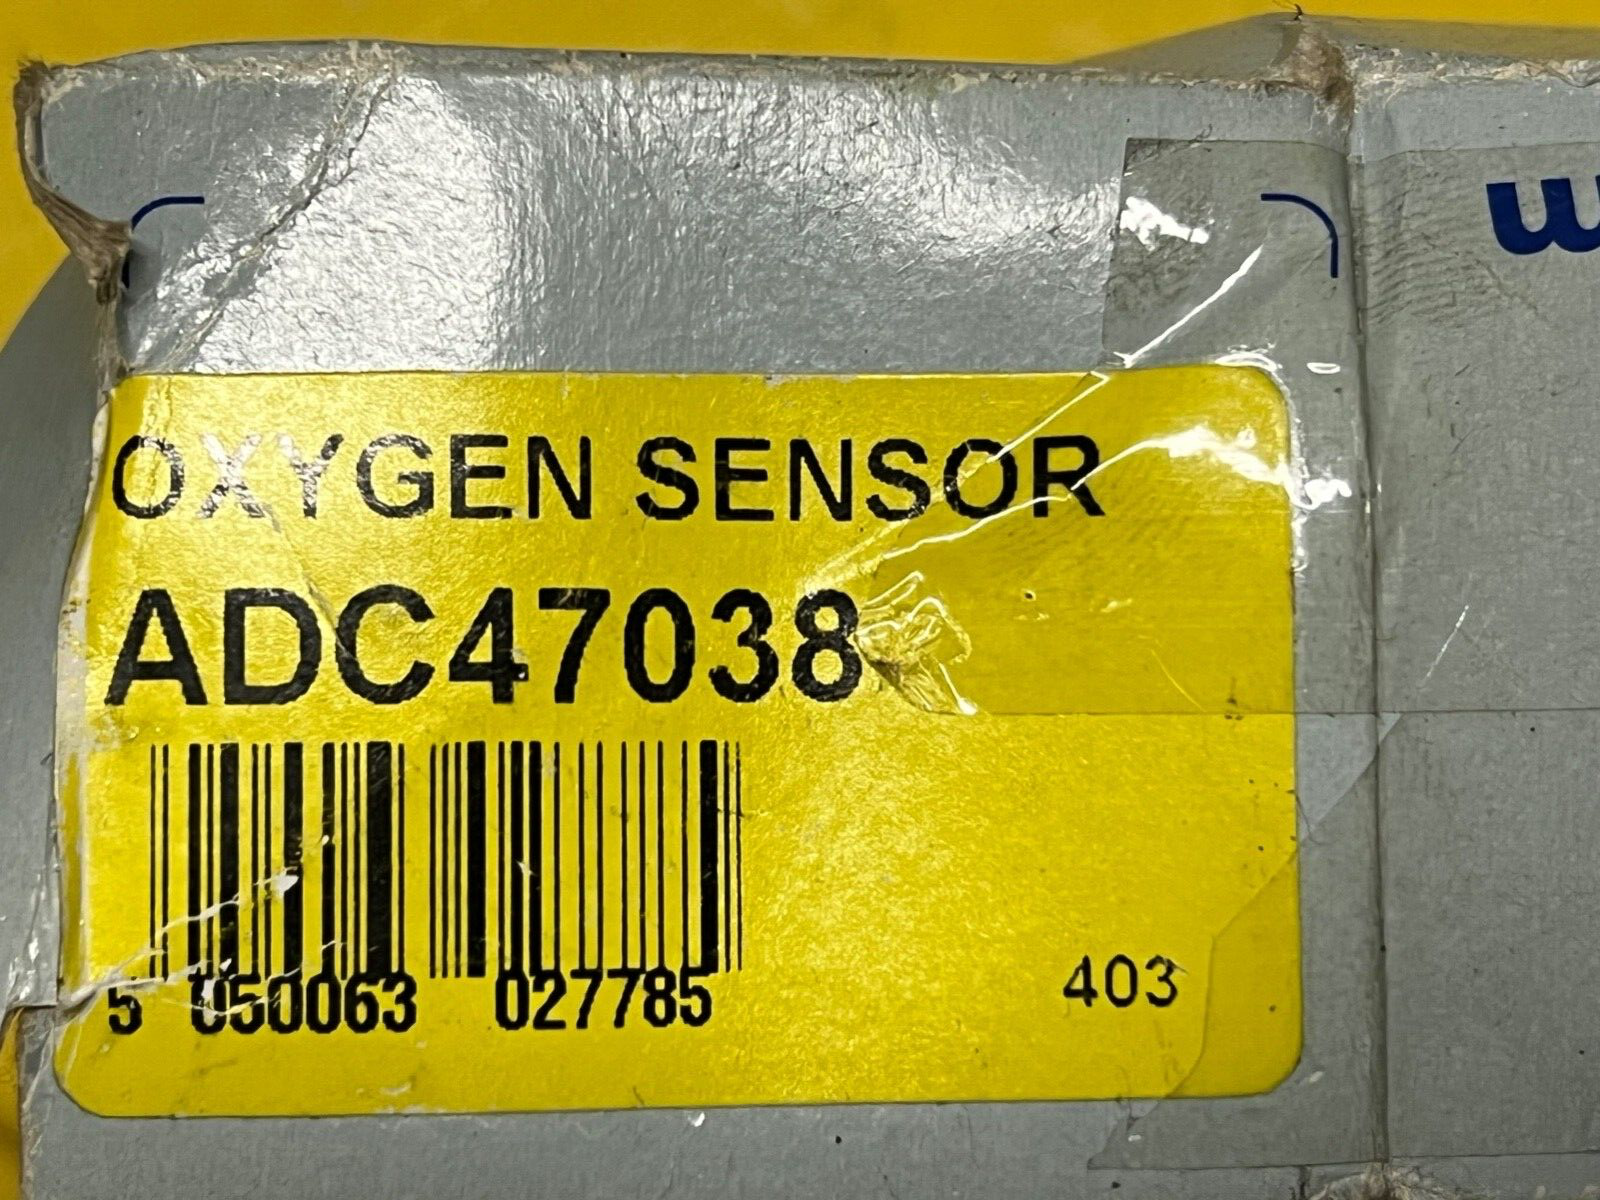 OXYGEN SENSOR
ADC47038
5 050063 027785
403